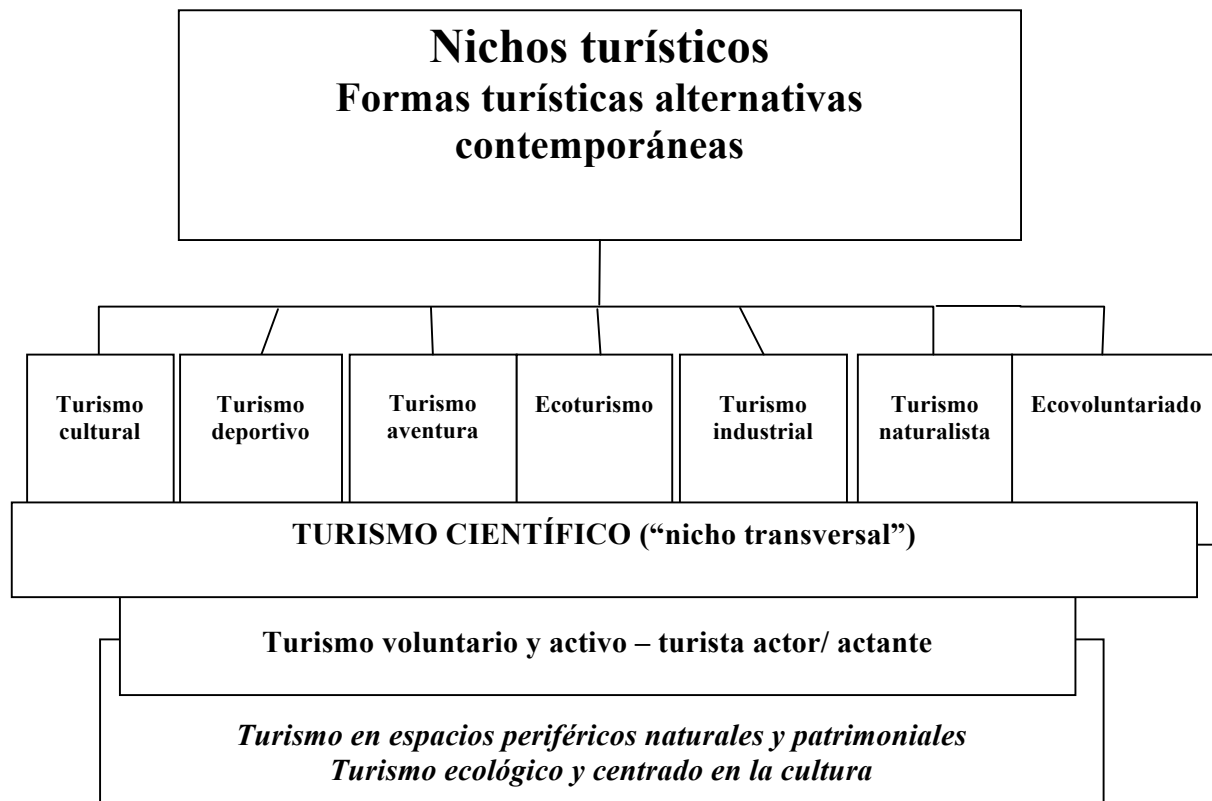 Nichos turísticos
Formas turísticas alternativas
contemporáneas
Turismo
cultural
Turismo
deportivo
Turismo
aventura
Ecoturismo
Turismo
industrial
Turismo
naturalista
Ecovoluntariado
TURISMO CIENTÍFICO (“nicho transversal”)
Turismo voluntario y activo – turista actor/ actante
Turismo en espacios periféricos naturales y patrimoniales
Turismo ecológico y centrado en la cultura